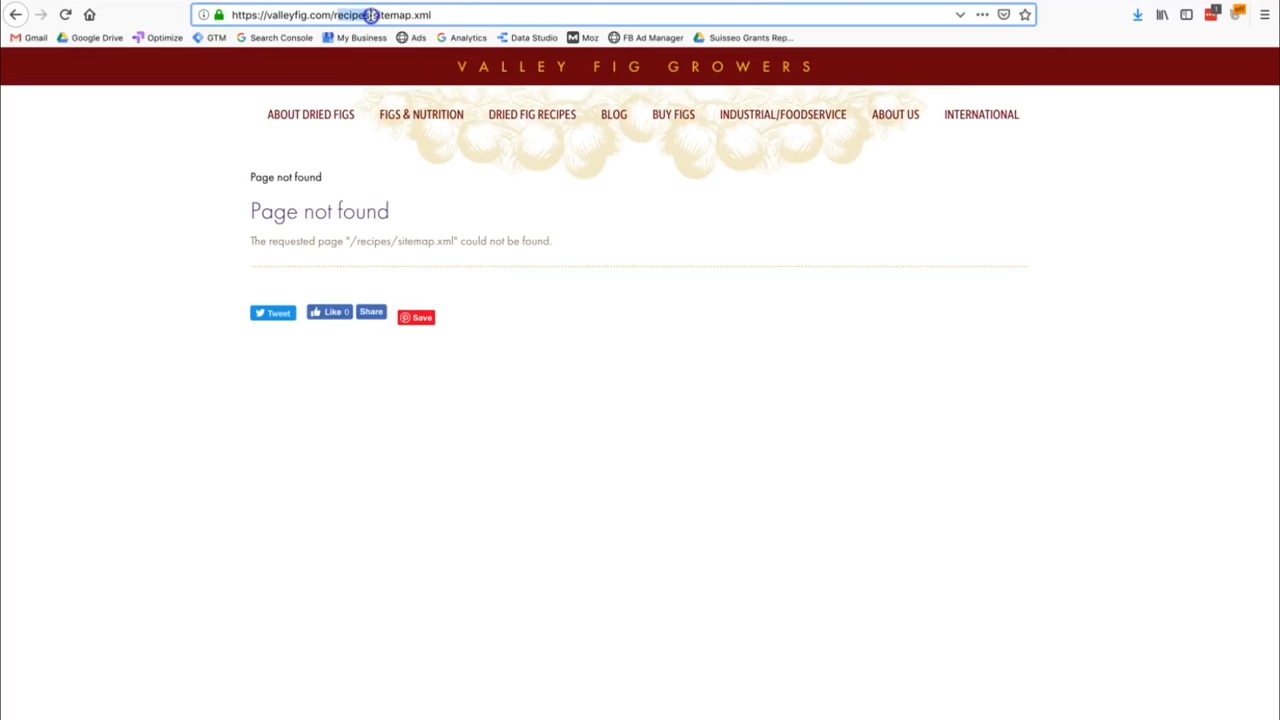 https://valleyfig.com/recipes/sitemap.xml
Gmail Google Drive Optimize GTM Search Console My Business Ads Analytics Data Studio Moz FB Ad Manager Suisseo Grants Rep...
VALLEY FIG GROWERS
ABOUT DRIED FIGS FIGS & NUTRITION DRIED FIG RECIPES BLOG BUY FIGS INDUSTRIAL/FOODSERVICE ABOUT US INTERNATIONAL
Page not found
Page not found
The requested page "/recipes/sitemap.xml" could not be found.
Tweet Like 0 Share Save